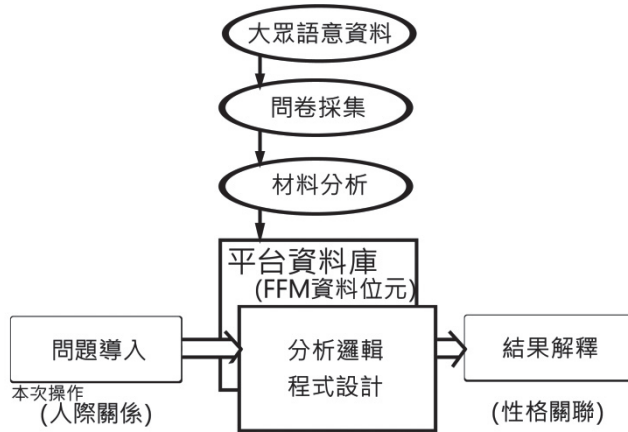 大眾語意資料
問卷採集
材料分析
平台資料庫
(FFM資料位元)
問題導入
分析邏輯
程式設計
結果解釋
本次操作
(人際關係)
(性格關聯)